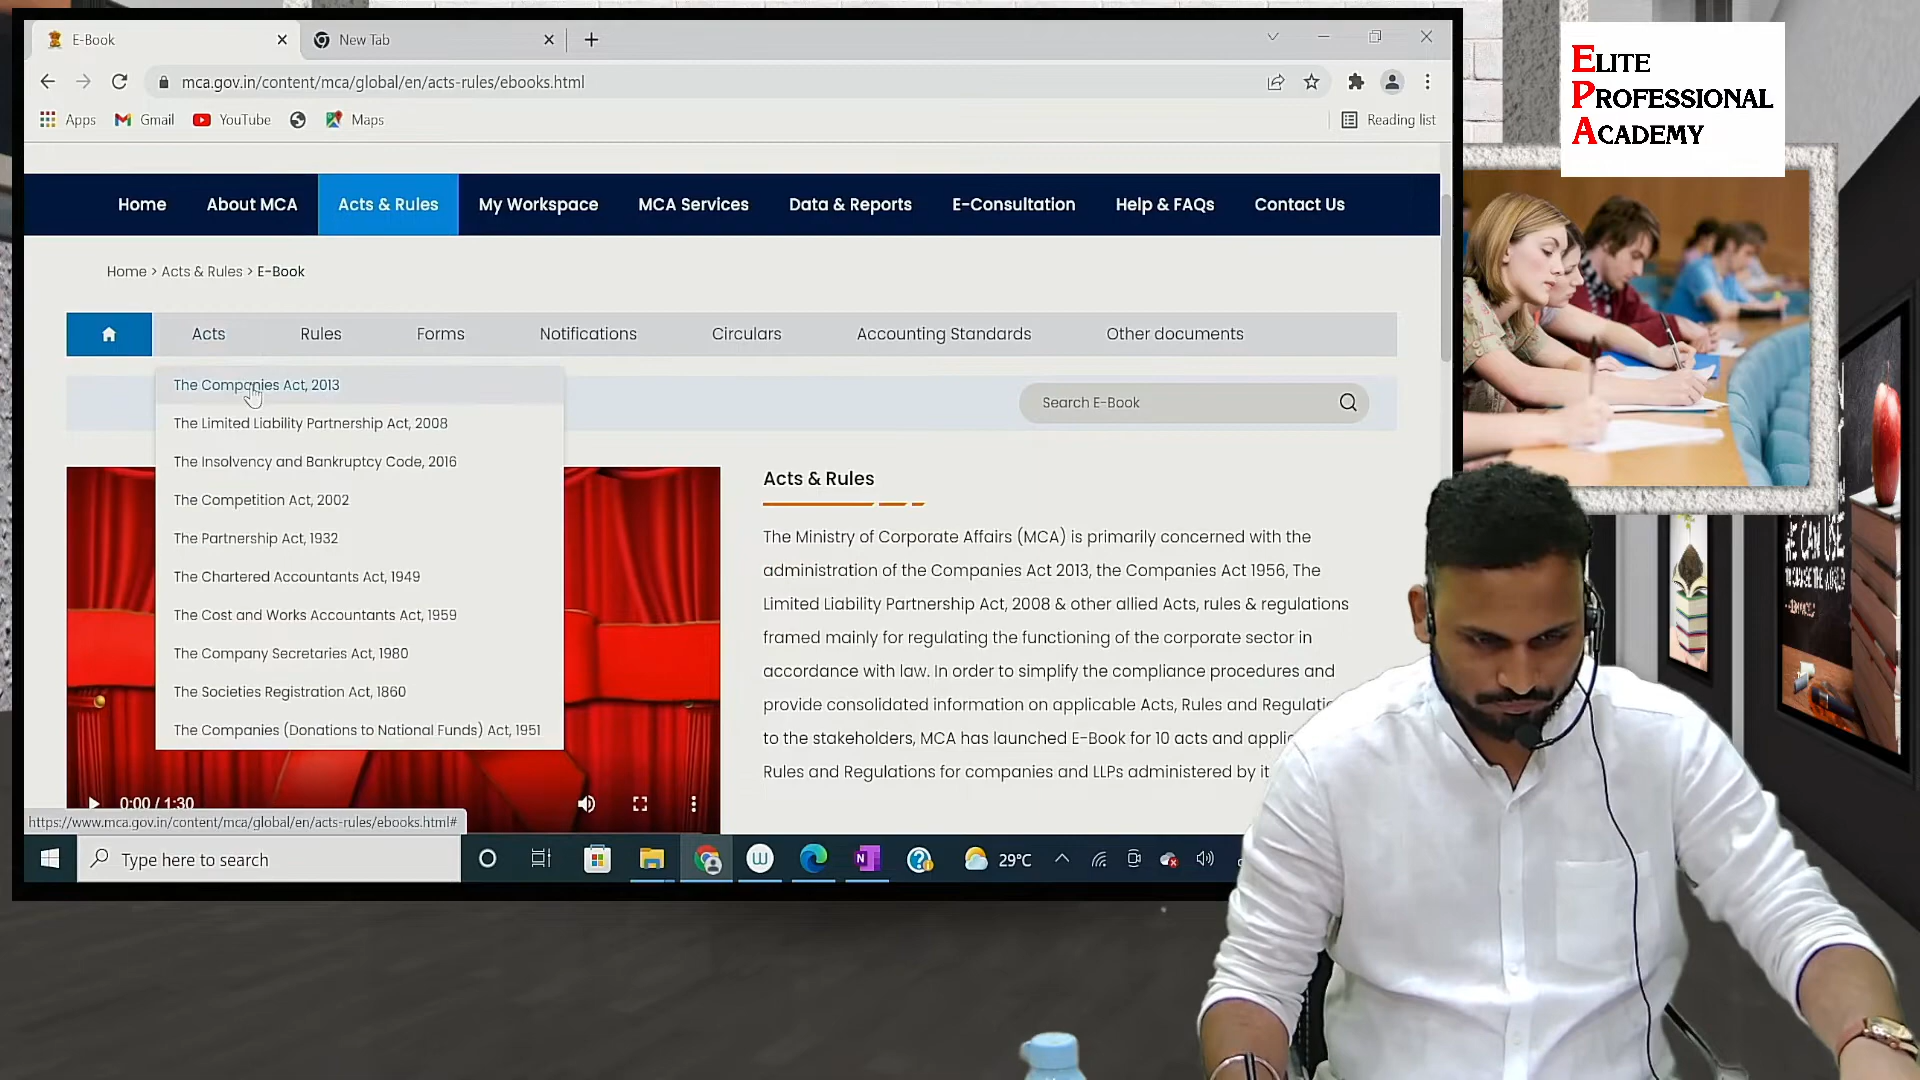 E-Book
New Tab
mca.gov.in/content/mca/global/en/acts-rules/ebooks.html
Apps
Gmail
YouTube
Maps
Reading list
Home
About MCA
Acts & Rules
My Workspace
MCA Services
Data & Reports
E-Consultation
Help & FAQs
Contact Us
Home > Acts & Rules > E-Book
Acts
Rules
Forms
Notifications
Circulars
Accounting Standards
Other documents
The Companies Act, 2013
The Limited Liability Partnership Act, 2008
The Insolvency and Bankruptcy Code, 2016
The Competition Act, 2002
The Partnership Act, 1932
The Chartered Accountants Act, 1949
The Cost and Works Accountants Act, 1959
The Company Secretaries Act, 1980
The Societies Registration Act, 1860
The Companies (Donations to National Funds) Act, 1951
Search E-Book
Acts & Rules
The Ministry of Corporate Affairs (MCA) is primarily concerned with the
administration of the Companies Act 2013, the Companies Act 1956, The
Limited Liability Partnership Act, 2008 & other allied Acts, rules & regulations
framed mainly for regulating the functioning of the corporate sector in
accordance with law. In order to simplify the compliance procedures and
provide consolidated information on applicable Acts, Rules and
to the stakeholders, MCA has launched E-Book for 10 acts and
Rules and Regulations for companies and LLPs administered by it
0:00 / 1:30
https://www.mca.gov.in/content/mca/global/en/acts-rules/ebooks.html#
Type here to search
29°C
ELITE
PROFESSIONAL
ACADEMY
CAN